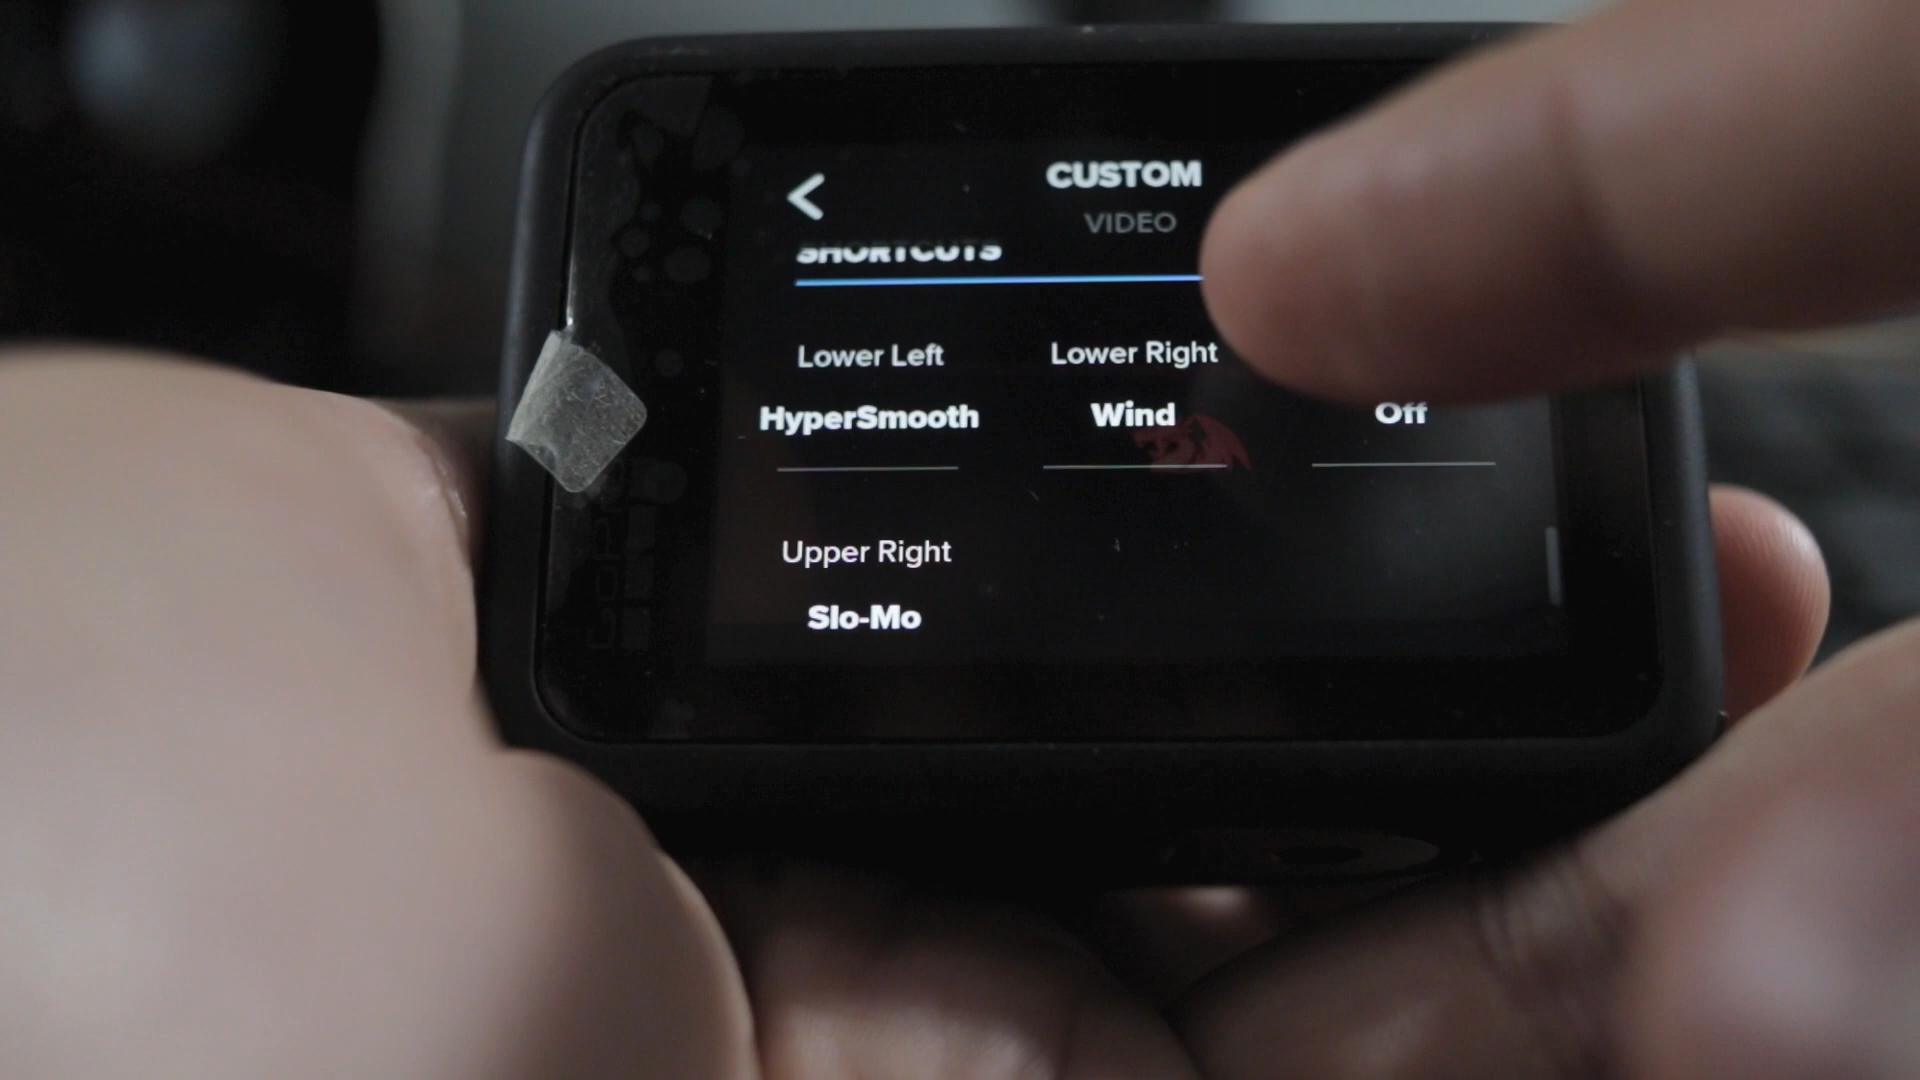 CUSTOM
VIDEO
SHORTCUTS
Lower Left
Lower Right
HyperSmooth
Wind
Off
Upper Right
Slo-Mo